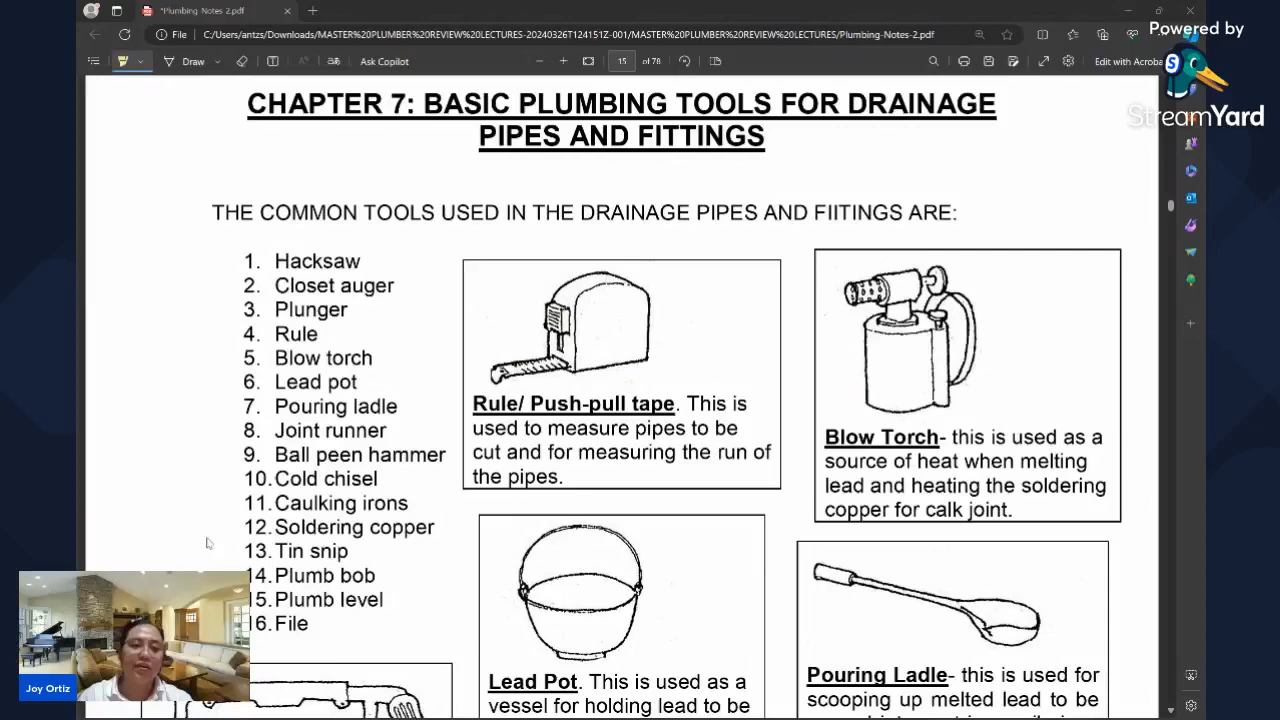 *Plumbing Notes 2.pdf
Powered by
File
C:/Users/antzs/Downloads/MASTER%20PLUMBER%20REVIEW%20LECTURES-20240326T124151Z-001/MASTER%20PLUMBER%20REVIEW%20LECTURES/Plumbing-Notes-2.pdf
Draw
Ask Copilot
15 of 78
Edit with Acroba
StreamYard
CHAPTER 7: BASIC PLUMBING TOOLS FOR DRAINAGE
PIPES AND FITTINGS
THE COMMON TOOLS USED IN THE DRAINAGE PIPES AND FIITINGS ARE:
1. Hacksaw
2. Closet auger
3. Plunger
4. Rule
5. Blow torch
6. Lead pot
7. Pouring ladle
8. Joint runner
9. Ball peen hammer
10. Cold chisel
11. Caulking irons
12. Soldering copper
13. Tin snip
14. Plumb bob
15. Plumb level
16. File
Rule/ Push-pull tape. This is
used to measure pipes to be
cut and for measuring the run of
the pipes.
Blow Torch- this is used as a
source of heat when melting
lead and heating the soldering
copper for calk joint.
Lead Pot. This is used as a
vessel for holding lead to be
Pouring Ladle- this is used for
scooping up melted lead to be
Joy Ortiz